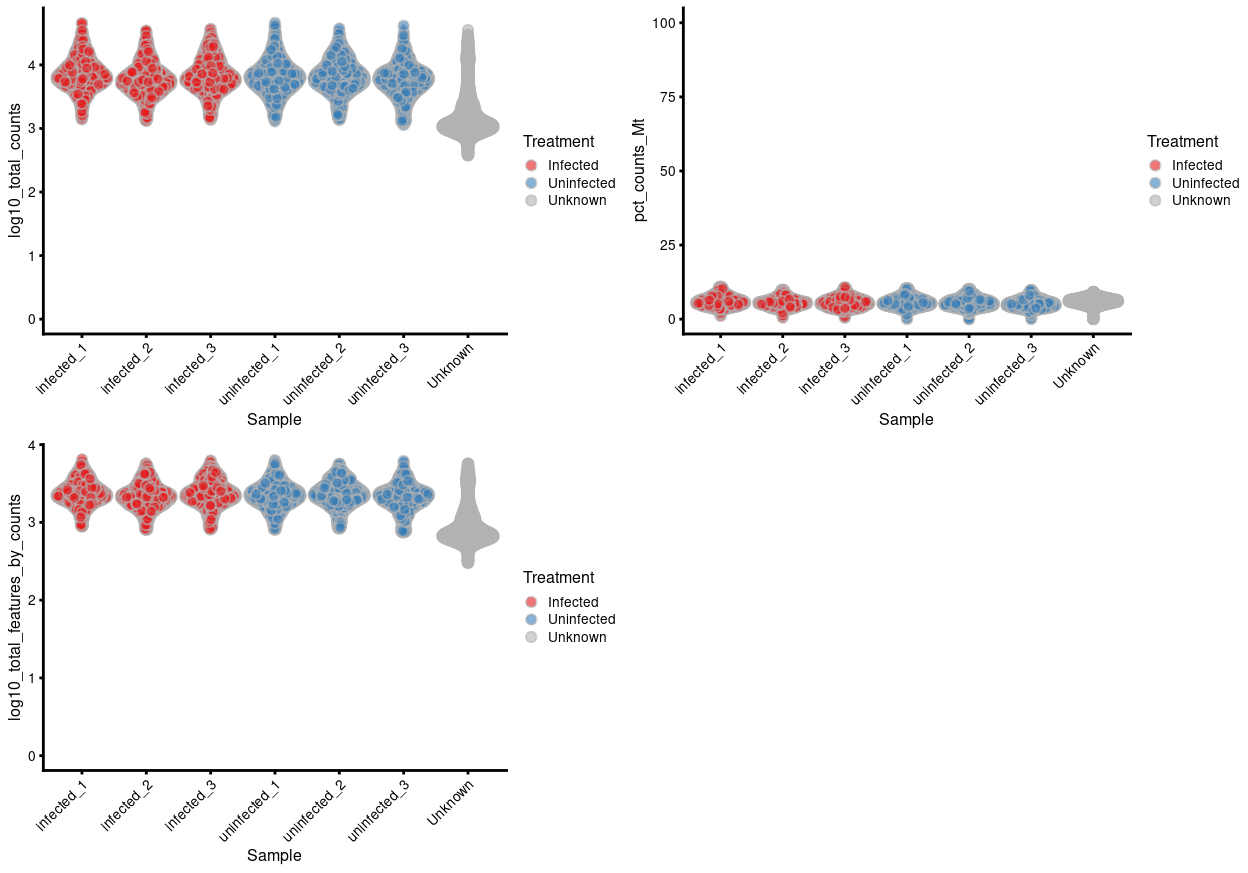 log10_total_counts
4
3
2
1
0
infected_1
infected_2
infected_3
uninfected_1
uninfected_2
uninfected_3
Unknown
Sample
Treatment
Infected
Uninfected
Unknown
pct_counts_Mt
100
75
50
25
0
infected_1
infected_2
infected_3
uninfected_1
uninfected_2
uninfected_3
Unknown
Sample
Treatment
Infected
Uninfected
Unknown
log10_total_features_by_counts
4
3
2
1
0
infected_1
infected_2
infected_3
uninfected_1
uninfected_2
uninfected_3
Unknown
Sample
Treatment
Infected
Uninfected
Unknown